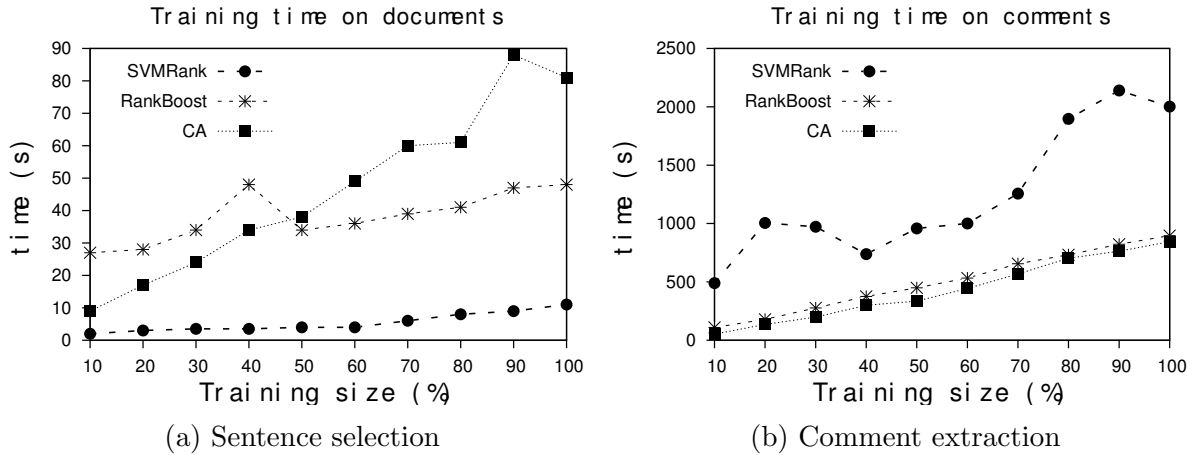 Training time on documents
90
80
70
60
50
40
30
20
10
0
time (s)
SVMRank
RankBoost
CA
10 20 30 40 50 60 70 80 90 100
Training size (%)
(a) Sentence selection
Training time on comments
2500
2000
1500
1000
500
0
time (s)
SVMRank
RankBoost
CA
10 20 30 40 50 60 70 80 90 100
Training size (%)
(b) Comment extraction